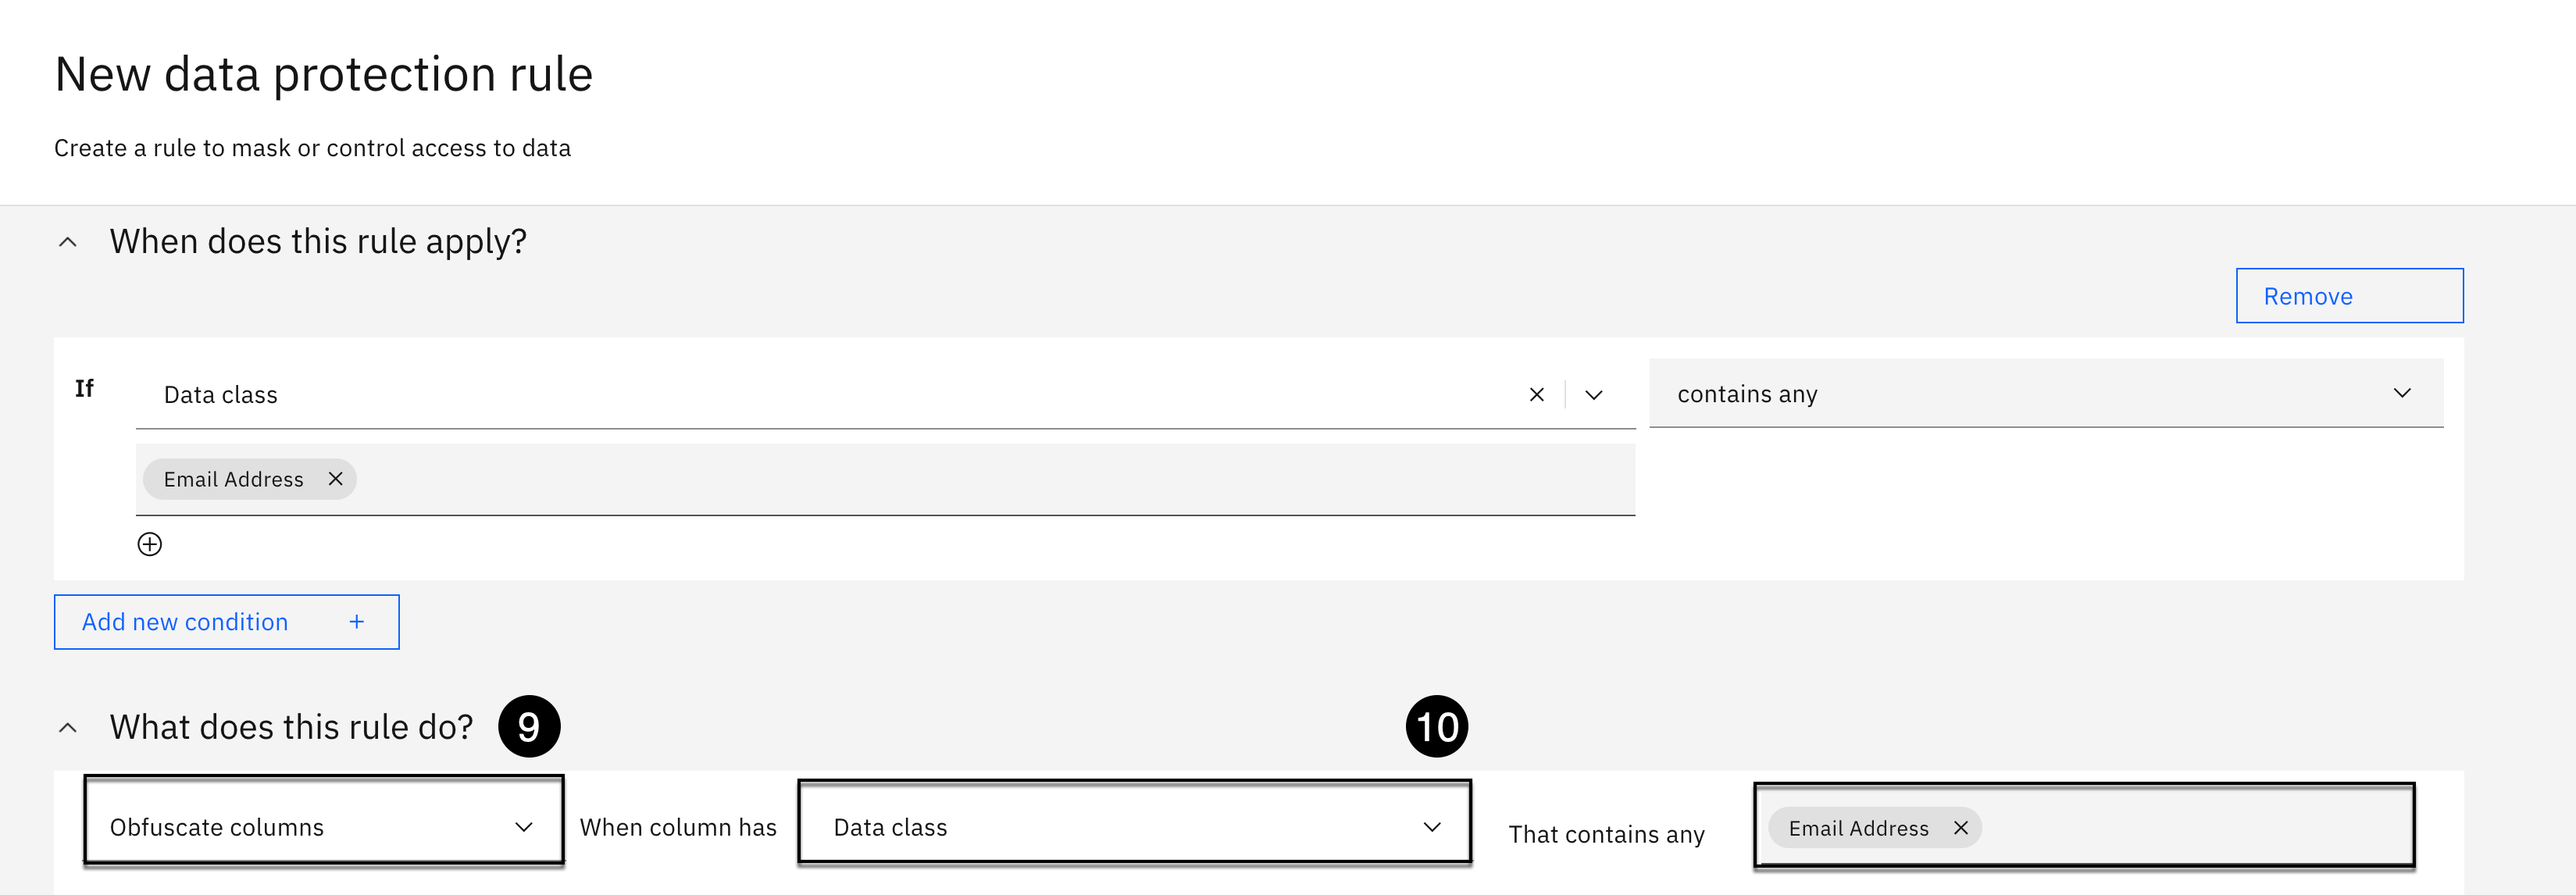 New data protection rule
Create a rule to mask or control access to data
When does this rule apply?
Remove
If
Data class
contains any
Email Address
Add new condition +
What does this rule do? 9 10
Obfuscate columns When column has Data class That contains any Email Address